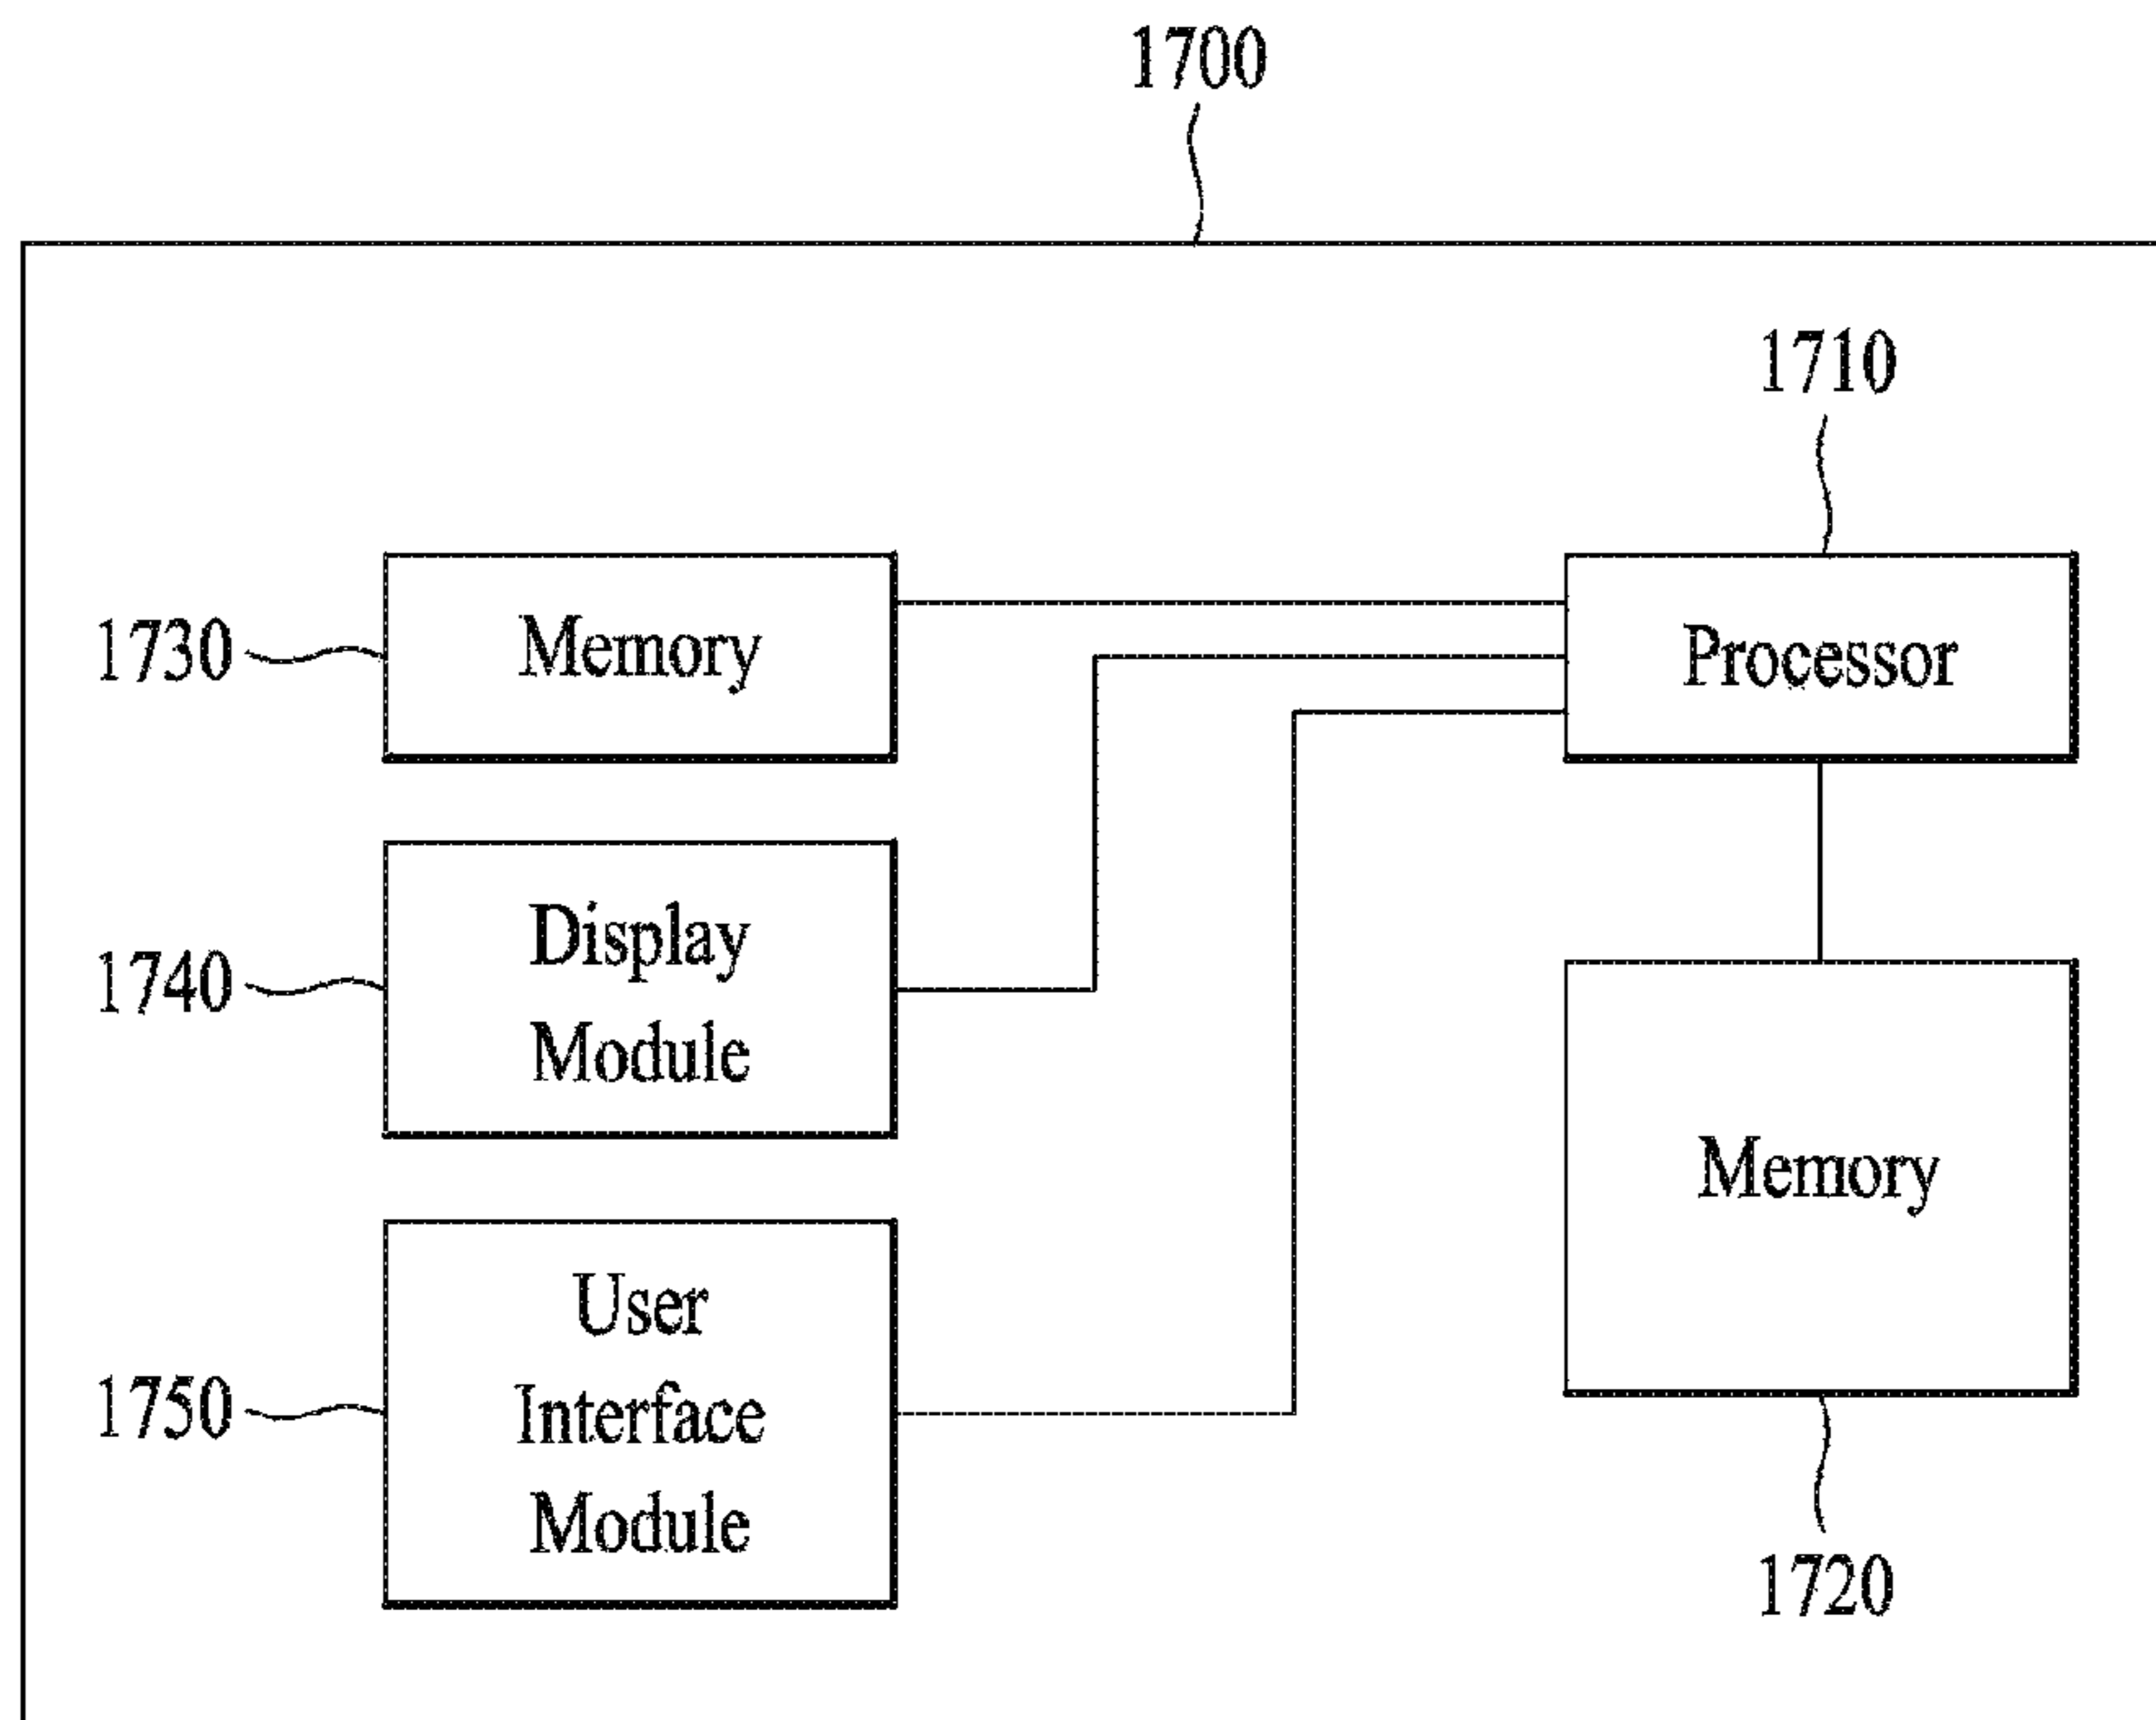 1700
1710
1730
Memory
Processor
1740
Display
Module
Memory
1750
User
Interface
Module
1720